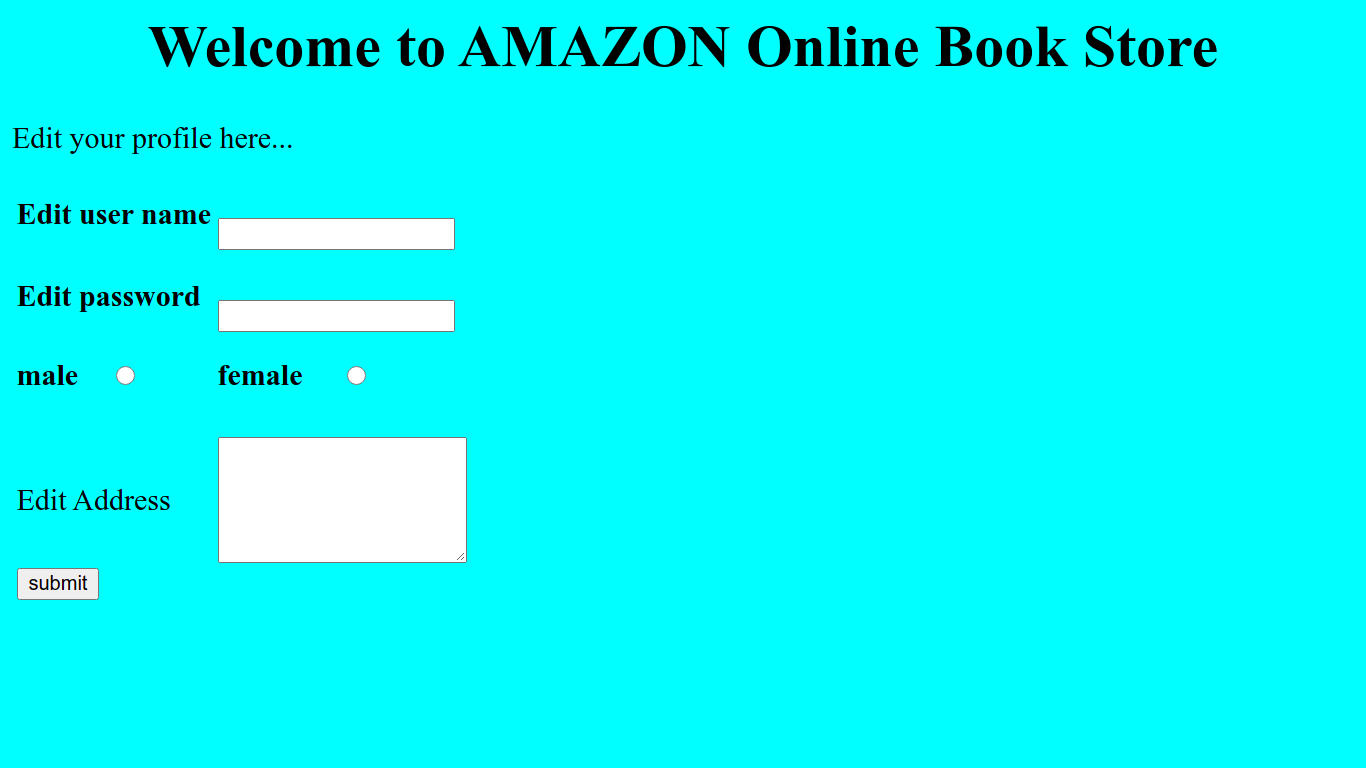 Welcome to AMAZON Online Book Store
Edit your profile here...
Edit user name
Edit password
male female
Edit Address
submit